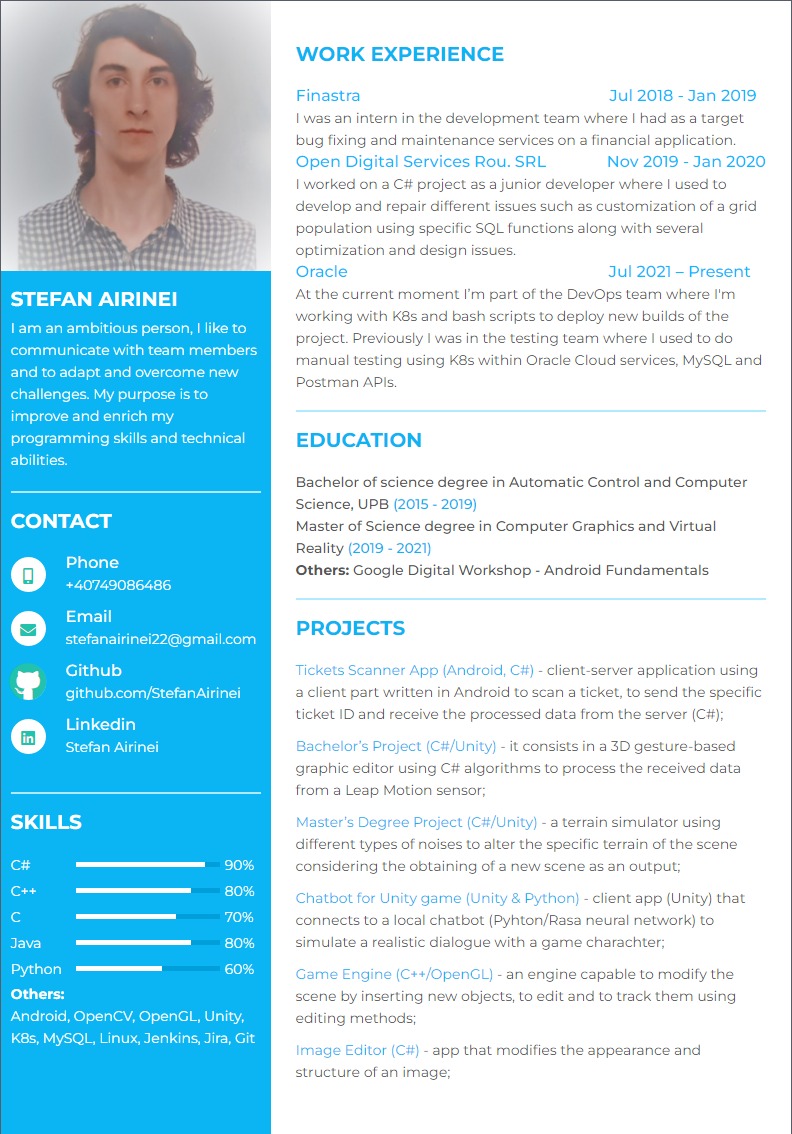 STEFAN AIRINEI
I am an ambitious person, I like to
communicate with team members
and to adapt and overcome new
challenges. My purpose is to
improve and enrich my
programming skills and technical
abilities.
CONTACT
Phone
+40749086486
Email
stefanairinei22@gmail.com
Github
github.com/StefanAirinei
Linkedin
Stefan Airinei
SKILLS
C# 90%
C++ 80%
C 70%
Java 80%
Python 60%
Others:
Android, OpenCV, OpenGL, Unity,
K8s, MySQL, Linux, Jenkins, Jira, Git
WORK EXPERIENCE
Finastra Jul 2018 - Jan 2019
I was an intern in the development team where I had as a target
bug fixing and maintenance services on a financial application.
Open Digital Services Rou. SRL Nov 2019 - Jan 2020
I worked on a C# project as a junior developer where I used to
develop and repair different issues such as customization of a grid
population using specific SQL functions along with several
optimization and design issues.
Oracle Jul 2021 – Present
At the current moment I’m part of the DevOps team where I'm
working with K8s and bash scripts to deploy new builds of the
project. Previously I was in the testing team where I used to do
manual testing using K8s within Oracle Cloud services, MySQL and
Postman APIs.
EDUCATION
Bachelor of science degree in Automatic Control and Computer
Science, UPB (2015 - 2019)
Master of Science degree in Computer Graphics and Virtual
Reality (2019 - 2021)
Others: Google Digital Workshop - Android Fundamentals
PROJECTS
Tickets Scanner App (Android, C#) - client-server application using
a client part written in Android to scan a ticket, to send the specific
ticket ID and receive the processed data from the server (C#);
Bachelor’s Project (C#/Unity) - it consists in a 3D gesture-based
graphic editor using C# algorithms to process the received data
from a Leap Motion sensor;
Master’s Degree Project (C#/Unity) - a terrain simulator using
different types of noises to alter the specific terrain of the scene
considering the obtaining of a new scene as an output;
Chatbot for Unity game (Unity & Python) - client app (Unity) that
connects to a local chatbot (Pyhton/Rasa neural network) to
simulate a realistic dialogue with a game charachter;
Game Engine (C++/OpenGL) - an engine capable to modify the
scene by inserting new objects, to edit and to track them using
editing methods;
Image Editor (C#) - app that modifies the appearance and
structure of an image;